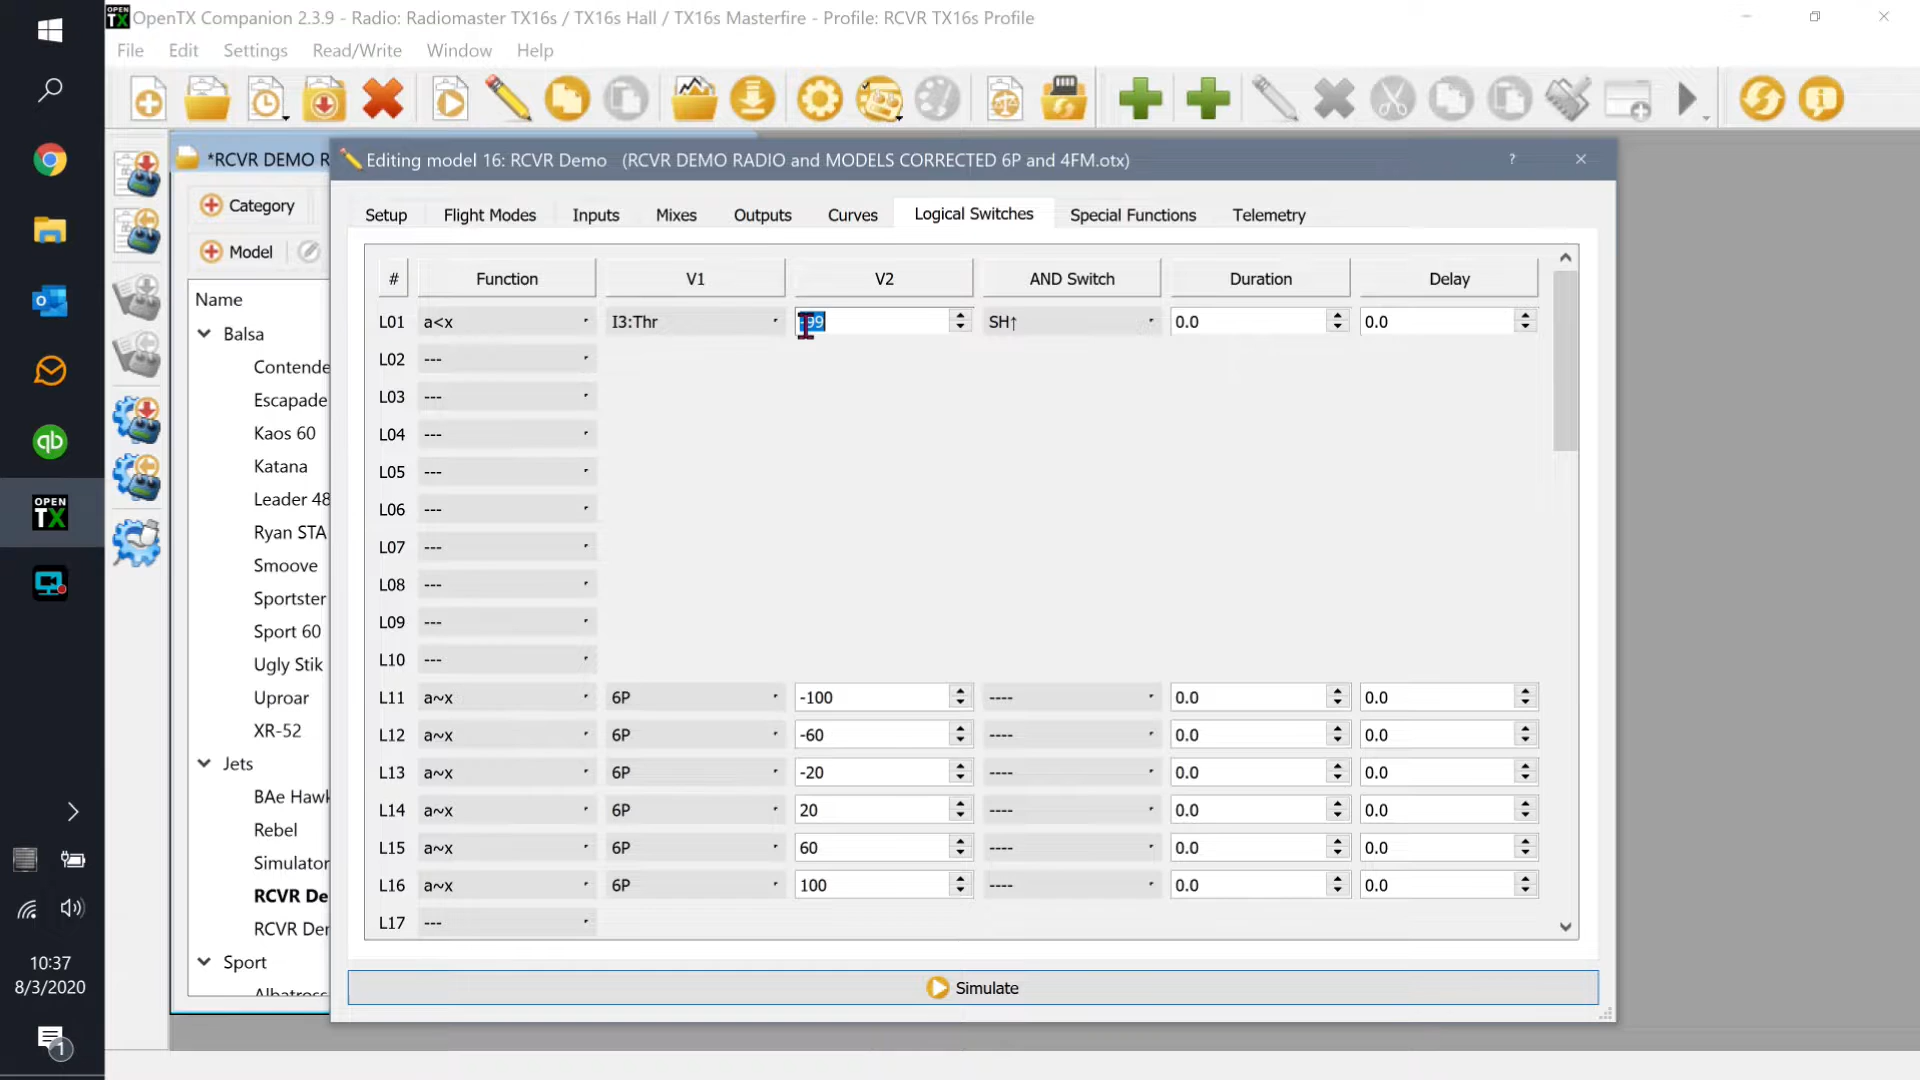 OPEN TX OpenTX Companion 2.3.9 - Radio: Radiomaster TX16s / TX16s Hall / TX16s Masterfire - Profile: RCVR TX16s Profile
File Edit Settings Read/Write Window Help
*RCVR DEMO R
Editing model 16: RCVR Demo (RCVR DEMO RADIO and MODELS CORRECTED 6P and 4FM.otx) ?
Category
Model
Name
Balsa
Contende
Escapade
Kaos 60
Katana
Leader 48
Ryan STA
Smoove
Sportster
Sport 60
Ugly Stik
Uproar
XR-52
Jets
BAe Hawk
Rebel
Simulator
RCVR De
RCVR Der
Sport
Albatross
Setup Flight Modes Inputs Mixes Outputs Curves Logical Switches Special Functions Telemetry
# Function V1 V2 AND Switch Duration Delay
L01 a<x I3:Thr -99 SH↑ 0.0 0.0
L02 ---
L03 ---
L04 ---
L05 ---
L06 ---
L07 ---
L08 ---
L09 ---
L10 ---
L11 a~x 6P -100 ---- 0.0 0.0
L12 a~x 6P -60 ---- 0.0 0.0
L13 a~x 6P -20 ---- 0.0 0.0
L14 a~x 6P 20 ---- 0.0 0.0
L15 a~x 6P 60 ---- 0.0 0.0
L16 a~x 6P 100 ---- 0.0 0.0
L17 ---
Simulate
qb
OPEN
TX
10:37
8/3/2020
1